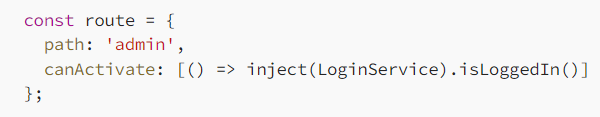 const route = {
  path: 'admin',
  canActivate: [() => inject(LoginService).isLoggedIn()]
};